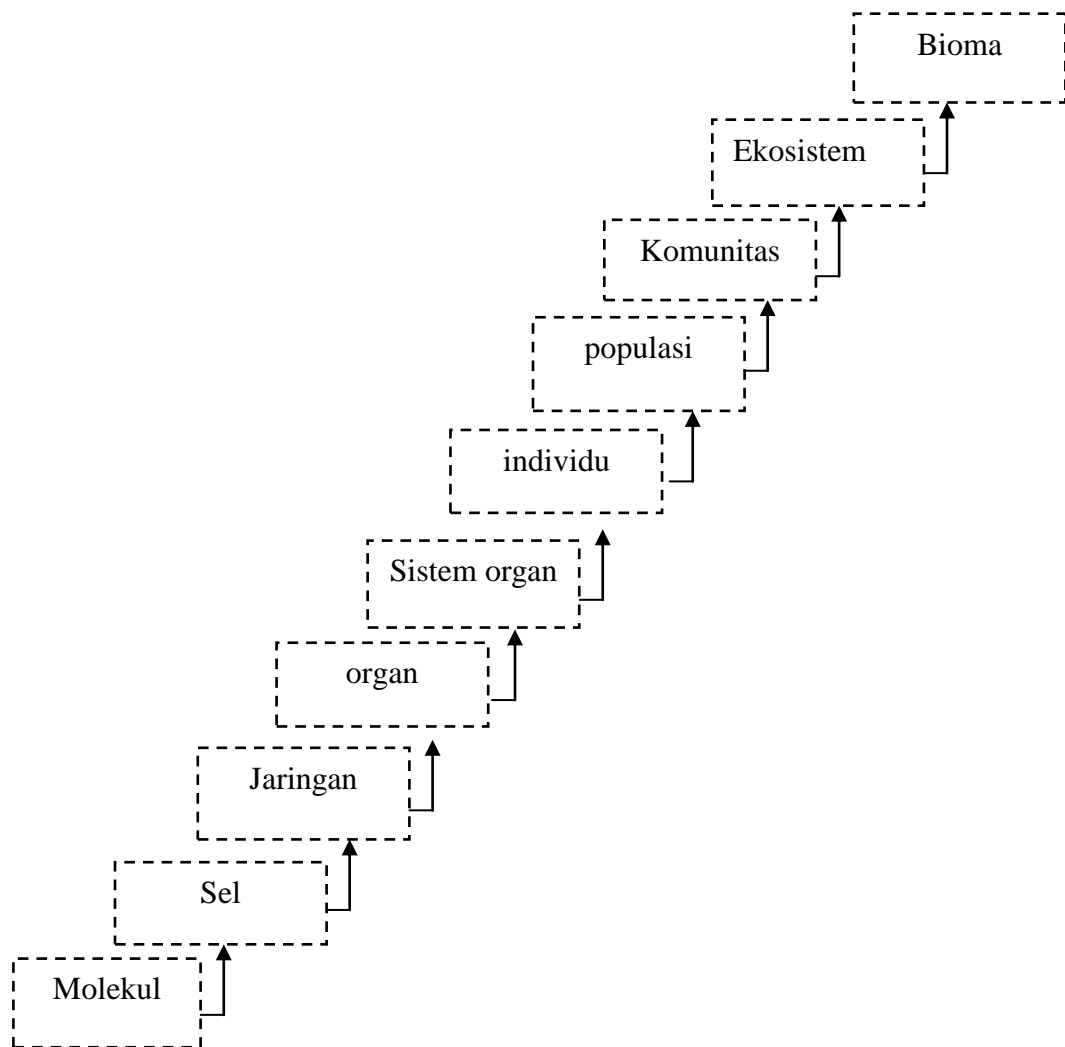 Bioma
Ekosistem
Komunitas
populasi
individu
Sistem organ
organ
Jaringan
Sel
Molekul